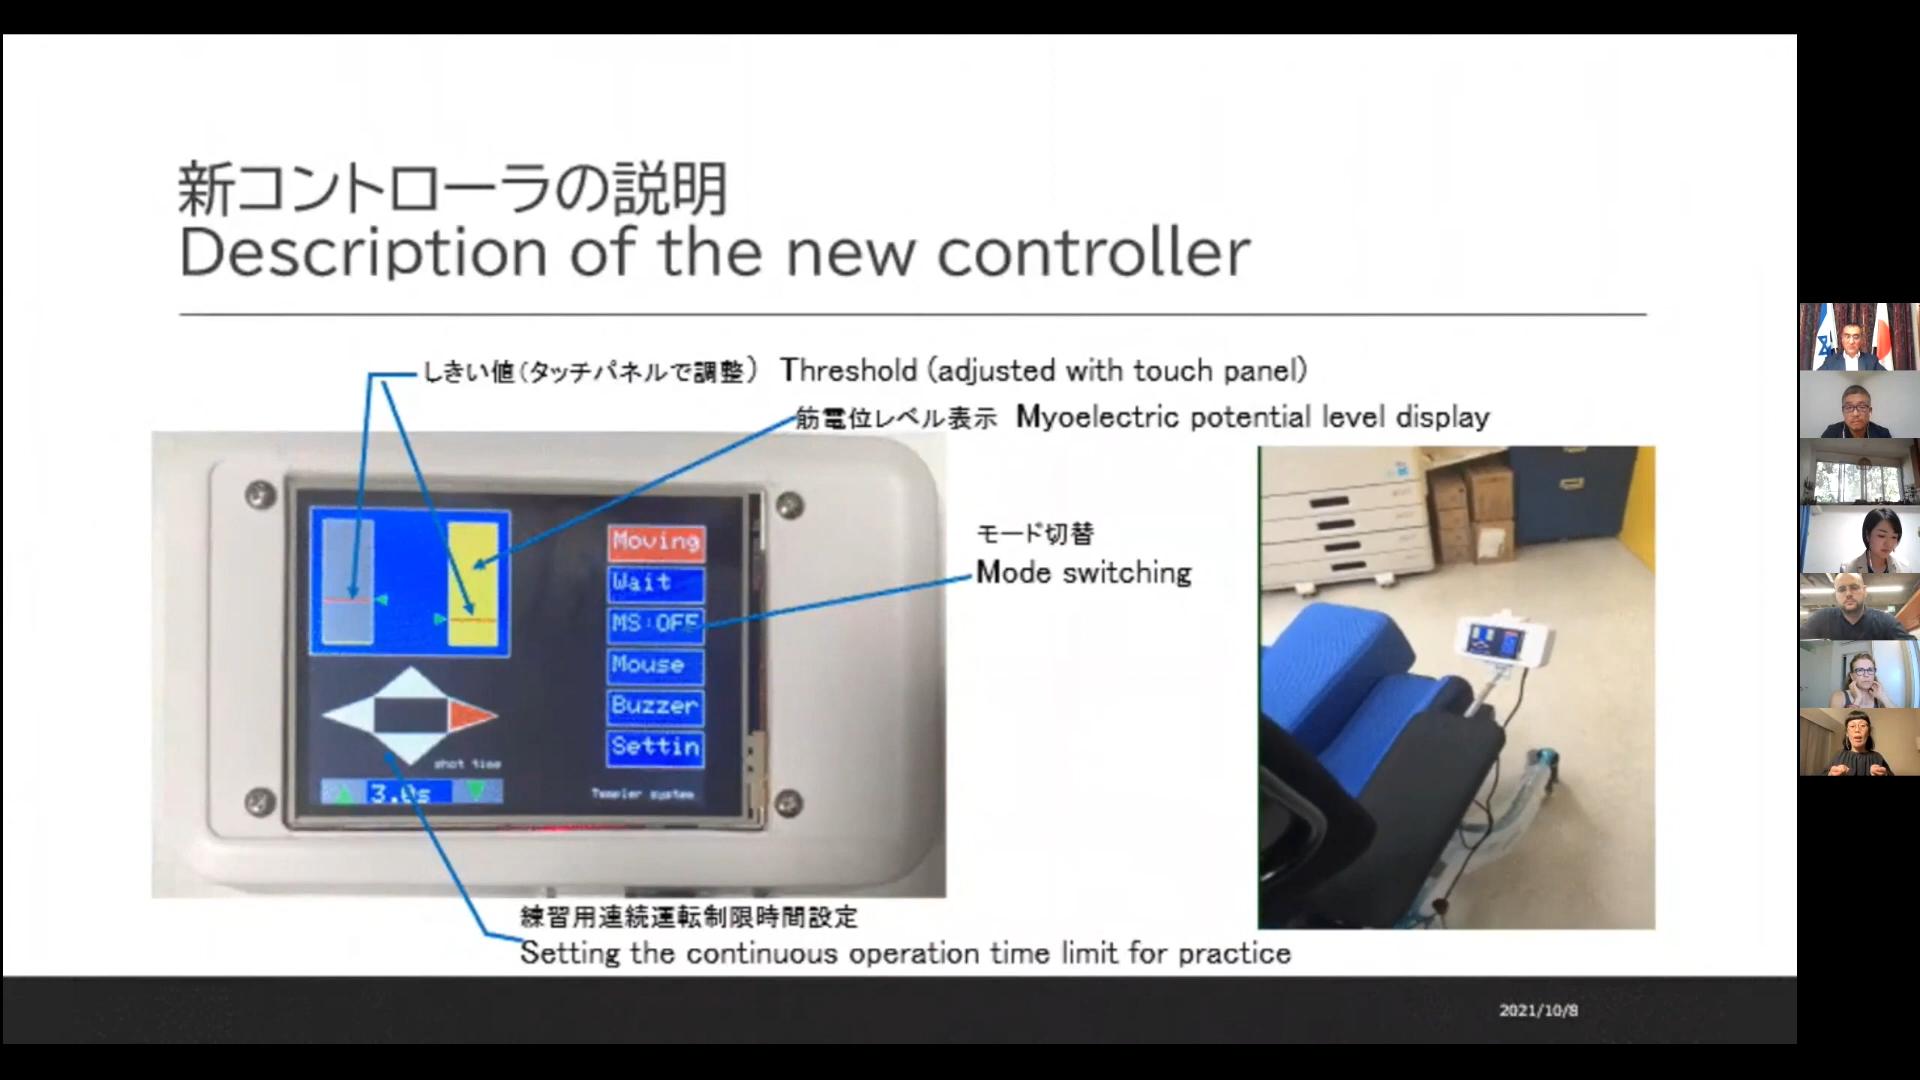 新コントローラの説明
Description of the new controller
しきい値(タッチパネルで調整) Threshold (adjusted with touch panel)
筋電位レベル表示 Myoelectric potential level display
モード切替
Mode switching
Moving
Wait
MS:OFF
Mouse
Buzzer
Settin
shot time
3.0s
Templer system
練習用連続運転制限時間設定
Setting the continuous operation time limit for practice
2021/10/8